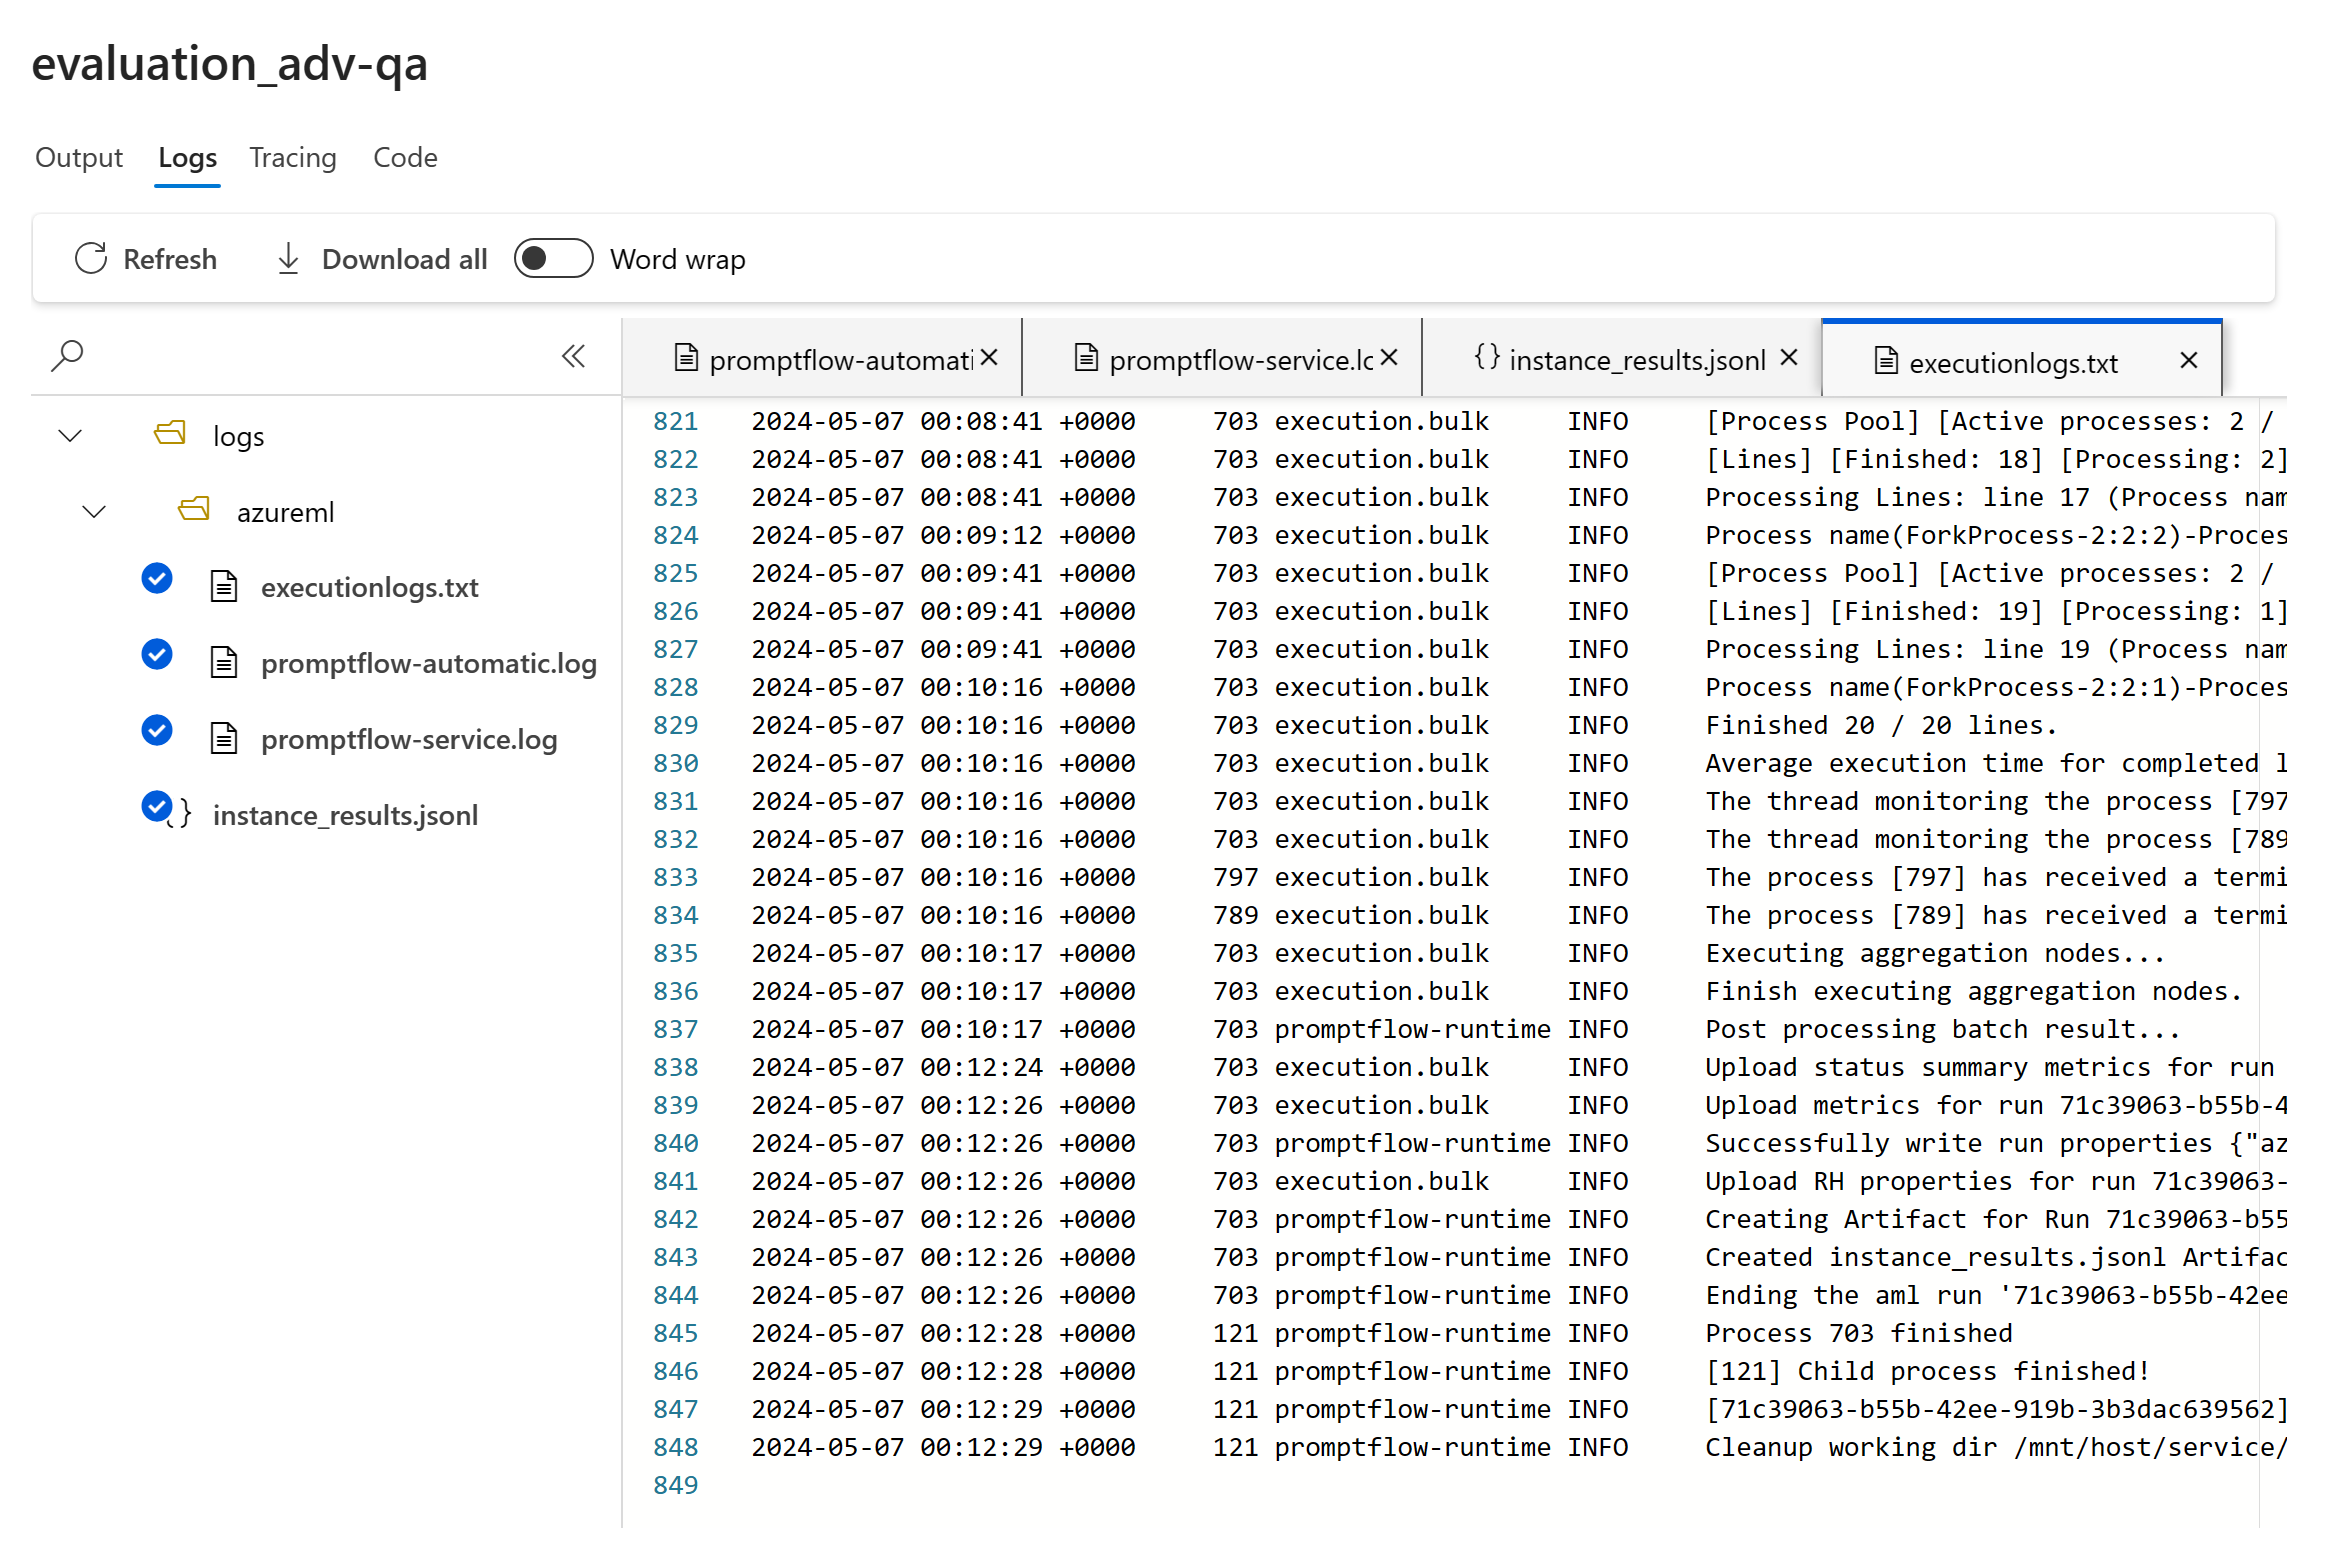 evaluation_adv-qa
Output Logs Tracing Code
Refresh Download all Word wrap
promptflow-automati promptflow-service.lc instance_results.jsonl executionlogs.txt
logs
azureml
executionlogs.txt
promptflow-automatic.log
promptflow-service.log
instance_results.jsonl
821 2024-05-07 00:08:41 +0000 703 execution.bulk INFO [Process Pool] [Active processes: 2 /
822 2024-05-07 00:08:41 +0000 703 execution.bulk INFO [Lines] [Finished: 18] [Processing: 2]
823 2024-05-07 00:08:41 +0000 703 execution.bulk INFO Processing Lines: line 17 (Process nam
824 2024-05-07 00:09:12 +0000 703 execution.bulk INFO Process name(ForkProcess-2:2:2)-Proces
825 2024-05-07 00:09:41 +0000 703 execution.bulk INFO [Process Pool] [Active processes: 2 /
826 2024-05-07 00:09:41 +0000 703 execution.bulk INFO [Lines] [Finished: 19] [Processing: 1]
827 2024-05-07 00:09:41 +0000 703 execution.bulk INFO Processing Lines: line 19 (Process nam
828 2024-05-07 00:10:16 +0000 703 execution.bulk INFO Process name(ForkProcess-2:2:1)-Proces
829 2024-05-07 00:10:16 +0000 703 execution.bulk INFO Finished 20 / 20 lines.
830 2024-05-07 00:10:16 +0000 703 execution.bulk INFO Average execution time for completed l
831 2024-05-07 00:10:16 +0000 703 execution.bulk INFO The thread monitoring the process [797
832 2024-05-07 00:10:16 +0000 703 execution.bulk INFO The thread monitoring the process [789
833 2024-05-07 00:10:16 +0000 797 execution.bulk INFO The process [797] has received a termi
834 2024-05-07 00:10:16 +0000 789 execution.bulk INFO The process [789] has received a termi
835 2024-05-07 00:10:17 +0000 703 execution.bulk INFO Executing aggregation nodes...
836 2024-05-07 00:10:17 +0000 703 execution.bulk INFO Finish executing aggregation nodes.
837 2024-05-07 00:10:17 +0000 703 promptflow-runtime INFO Post processing batch result...
838 2024-05-07 00:12:24 +0000 703 execution.bulk INFO Upload status summary metrics for run
839 2024-05-07 00:12:26 +0000 703 execution.bulk INFO Upload metrics for run 71c39063-b55b-4
840 2024-05-07 00:12:26 +0000 703 promptflow-runtime INFO Successfully write run properties {"az
841 2024-05-07 00:12:26 +0000 703 execution.bulk INFO Upload RH properties for run 71c39063-
842 2024-05-07 00:12:26 +0000 703 promptflow-runtime INFO Creating Artifact for Run 71c39063-b55
843 2024-05-07 00:12:26 +0000 703 promptflow-runtime INFO Created instance_results.jsonl Artifac
844 2024-05-07 00:12:26 +0000 703 promptflow-runtime INFO Ending the aml run '71c39063-b55b-42ee
845 2024-05-07 00:12:28 +0000 121 promptflow-runtime INFO Process 703 finished
846 2024-05-07 00:12:28 +0000 121 promptflow-runtime INFO [121] Child process finished!
847 2024-05-07 00:12:29 +0000 121 promptflow-runtime INFO [71c39063-b55b-42ee-919b-3b3dac639562]
848 2024-05-07 00:12:29 +0000 121 promptflow-runtime INFO Cleanup working dir /mnt/host/service/
849